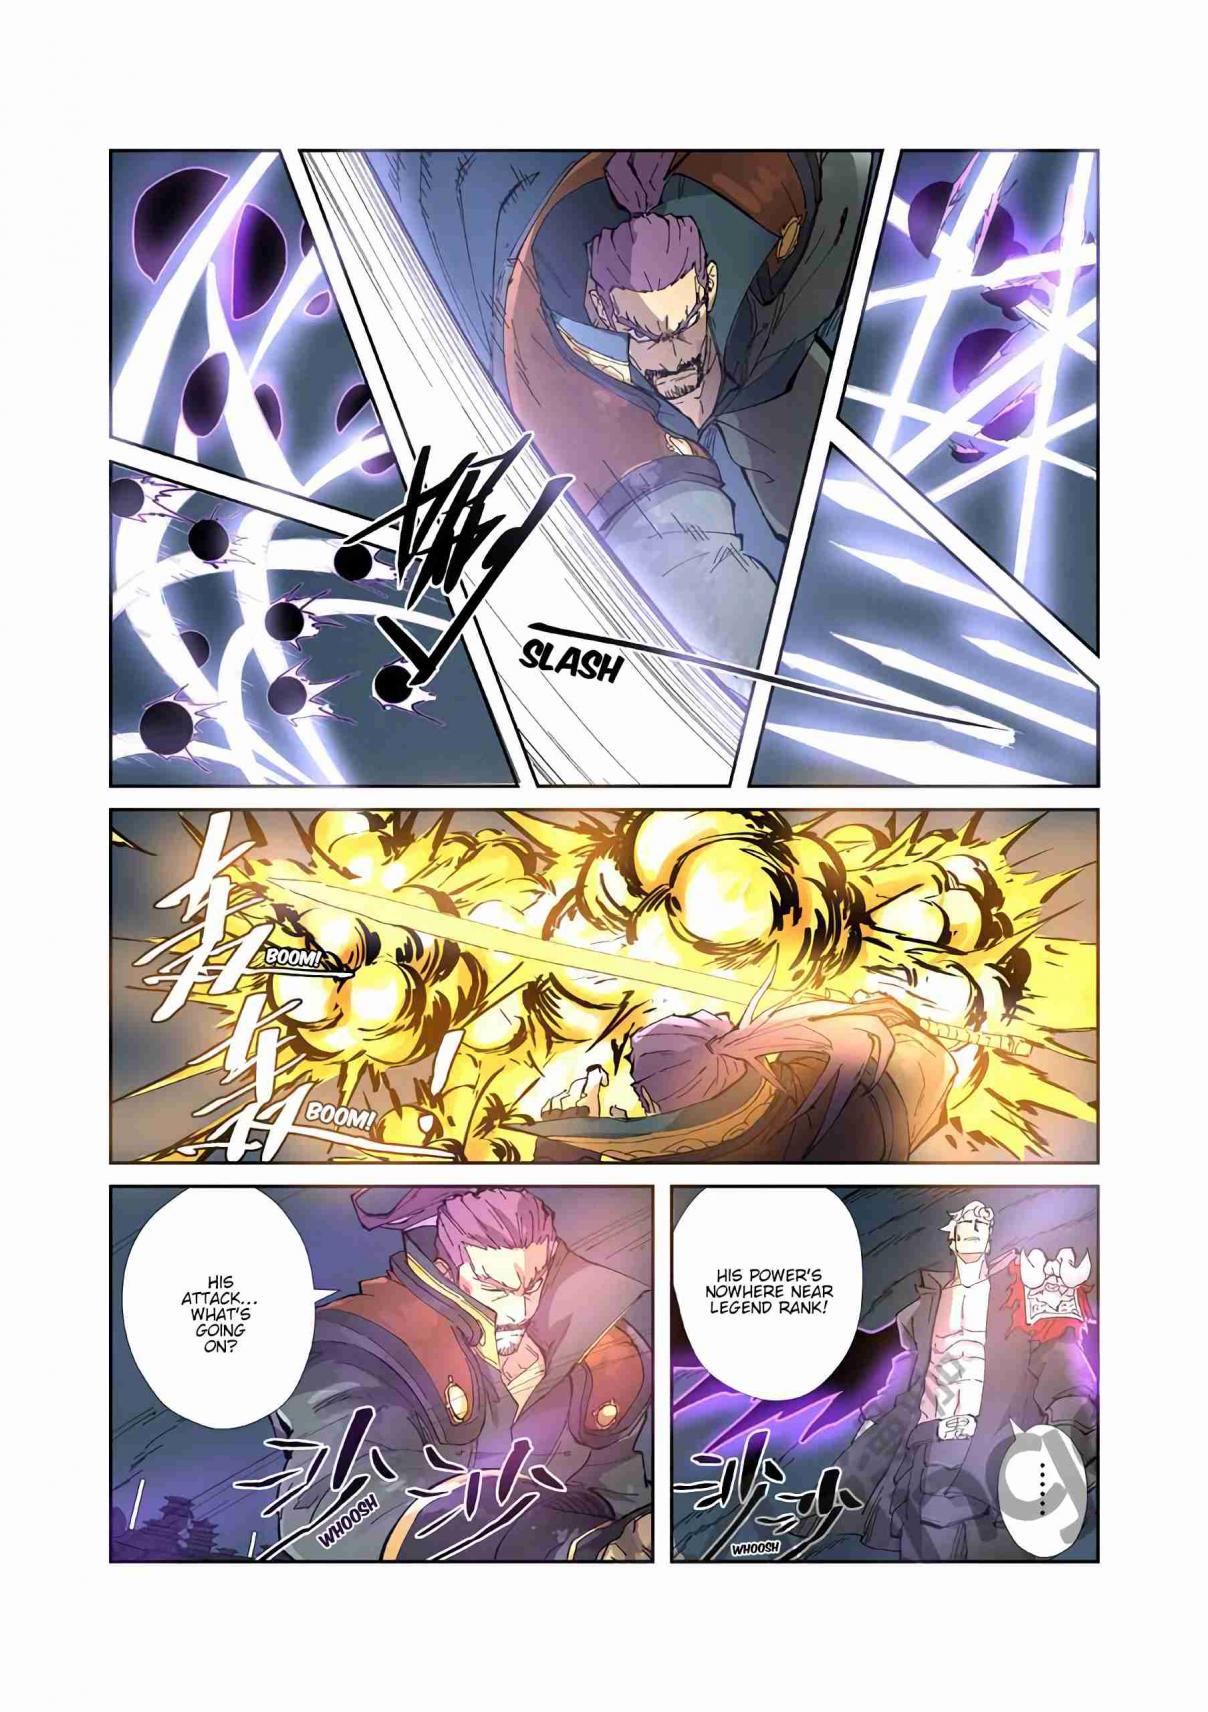 SLASH
BOOM!
BOOM!
HIS
ATTACK...
WHAT'S
GOING
ON?
WHOOSH
HIS POWER'S
NOWHERE NEAR
LEGEND RANK!
WHOOSH
......